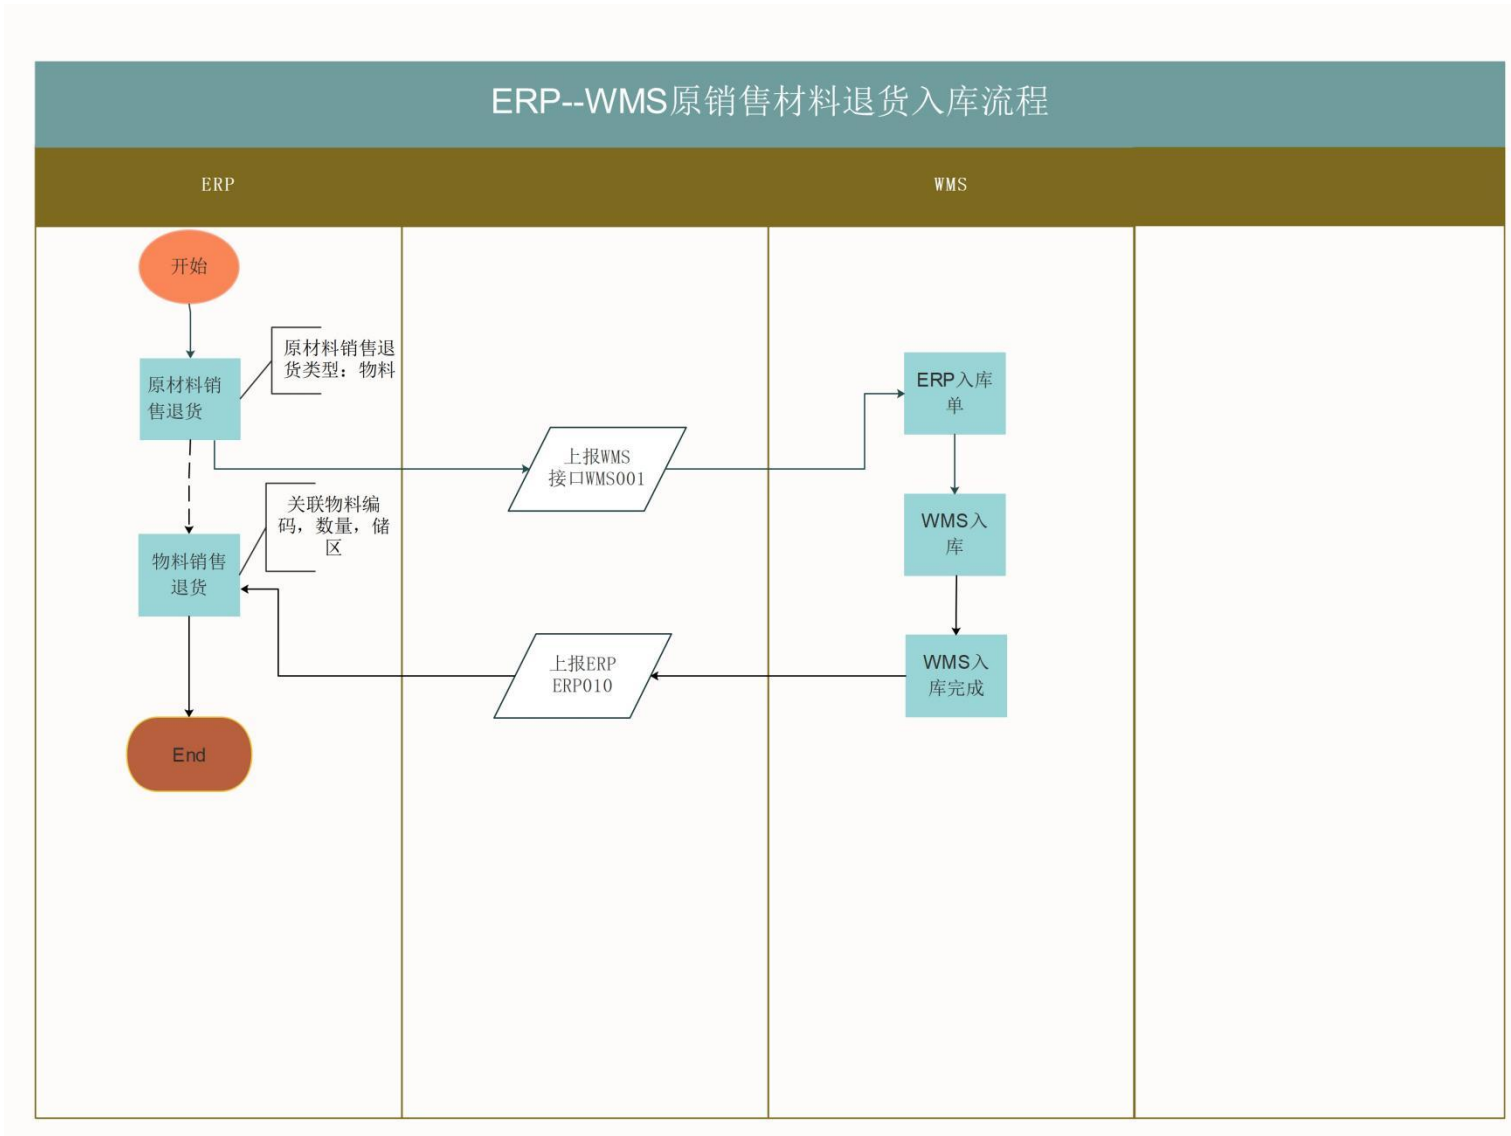 ERP--WMS原销售材料退货入库流程
ERP
WMS
开始
原材料销售退
货类型：物料
原材料销
售退货
ERP入库
单
上报WMS
接口WMS001
关联物料编
码，数量，储
区
WMS入
库
物料销售
退货
上报ERP
ERP010
WMS入
库完成
End